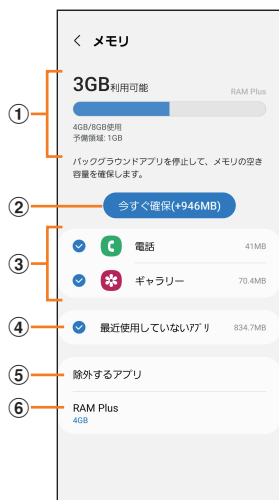 < メモリ
① 3GB利用可能 RAM Plus
4GB/8GB使用
予備領域: 1GB
バックグラウンドアプリを停止して、メモリの空き
容量を確保します。
② 今すぐ確保(+946MB)
③ 電話 41MB
ギャラリー 70.4MB
④ 最近使用していないアプリ 834.7MB
⑤ 除外するアプリ
⑥ RAM Plus
4GB